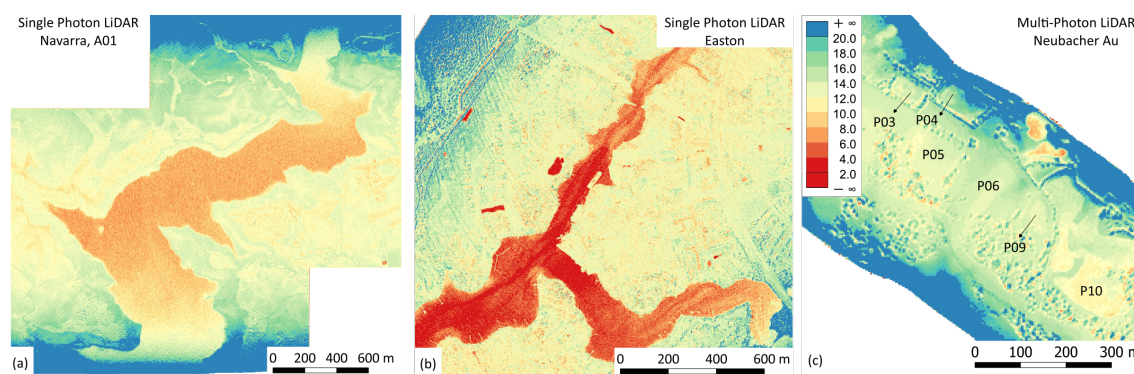 Single Photon LiDAR
Navarra, A01
(a)
0 200 400 600 m
Single Photon LiDAR
Easton
(b)
0 200 400 600 m
Multi-Photon LiDAR
Neubacher Au
+ ∞
20.0
18.0
16.0
14.0
12.0
10.0
8.0
6.0
4.0
2.0
− ∞
P03
P04
P05
P06
P09
P10
(c)
0 100 200 300 m